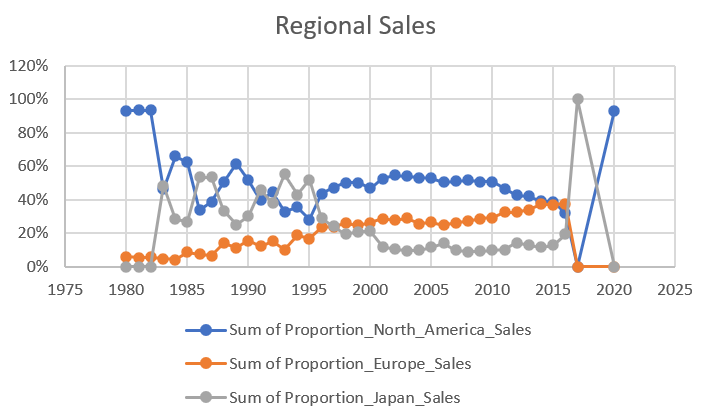 Regional Sales
120%
100%
80%
60%
40%
20%
0%
1975 1980 1985 1990 1995 2000 2005 2010 2015 2020 2025
Sum of Proportion_North_America_Sales
Sum of Proportion_Europe_Sales
Sum of Proportion_Japan_Sales